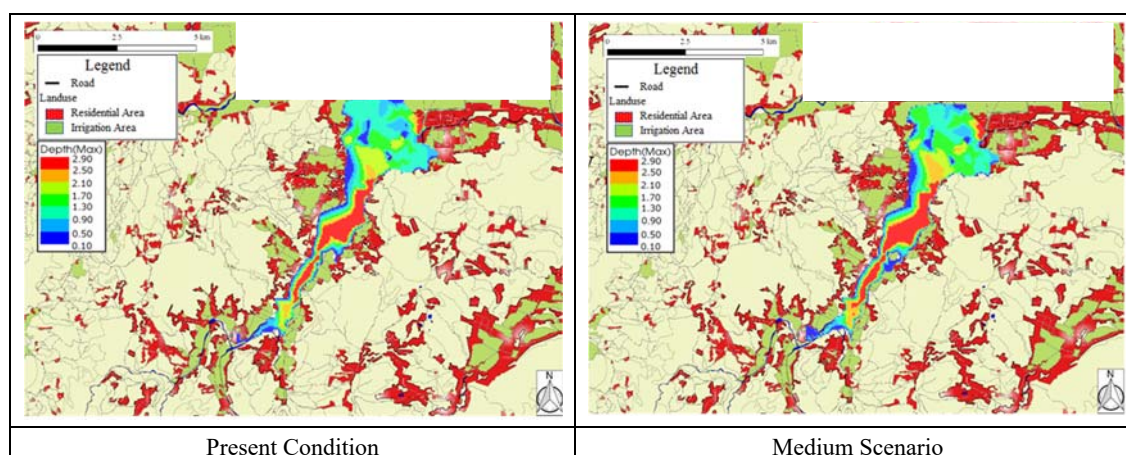 0 2.5 5 km
Legend
Road
Landuse
Residential Area
Irrigation Area
Depth(Max)
2.90
2.50
2.10
1.70
1.30
0.90
0.50
0.10
N
Present Condition
0 2.5 5 km
Legend
Road
Landuse
Residential Area
Irrigation Area
Depth(Max)
2.90
2.50
2.10
1.70
1.30
0.90
0.50
0.10
N
Medium Scenario